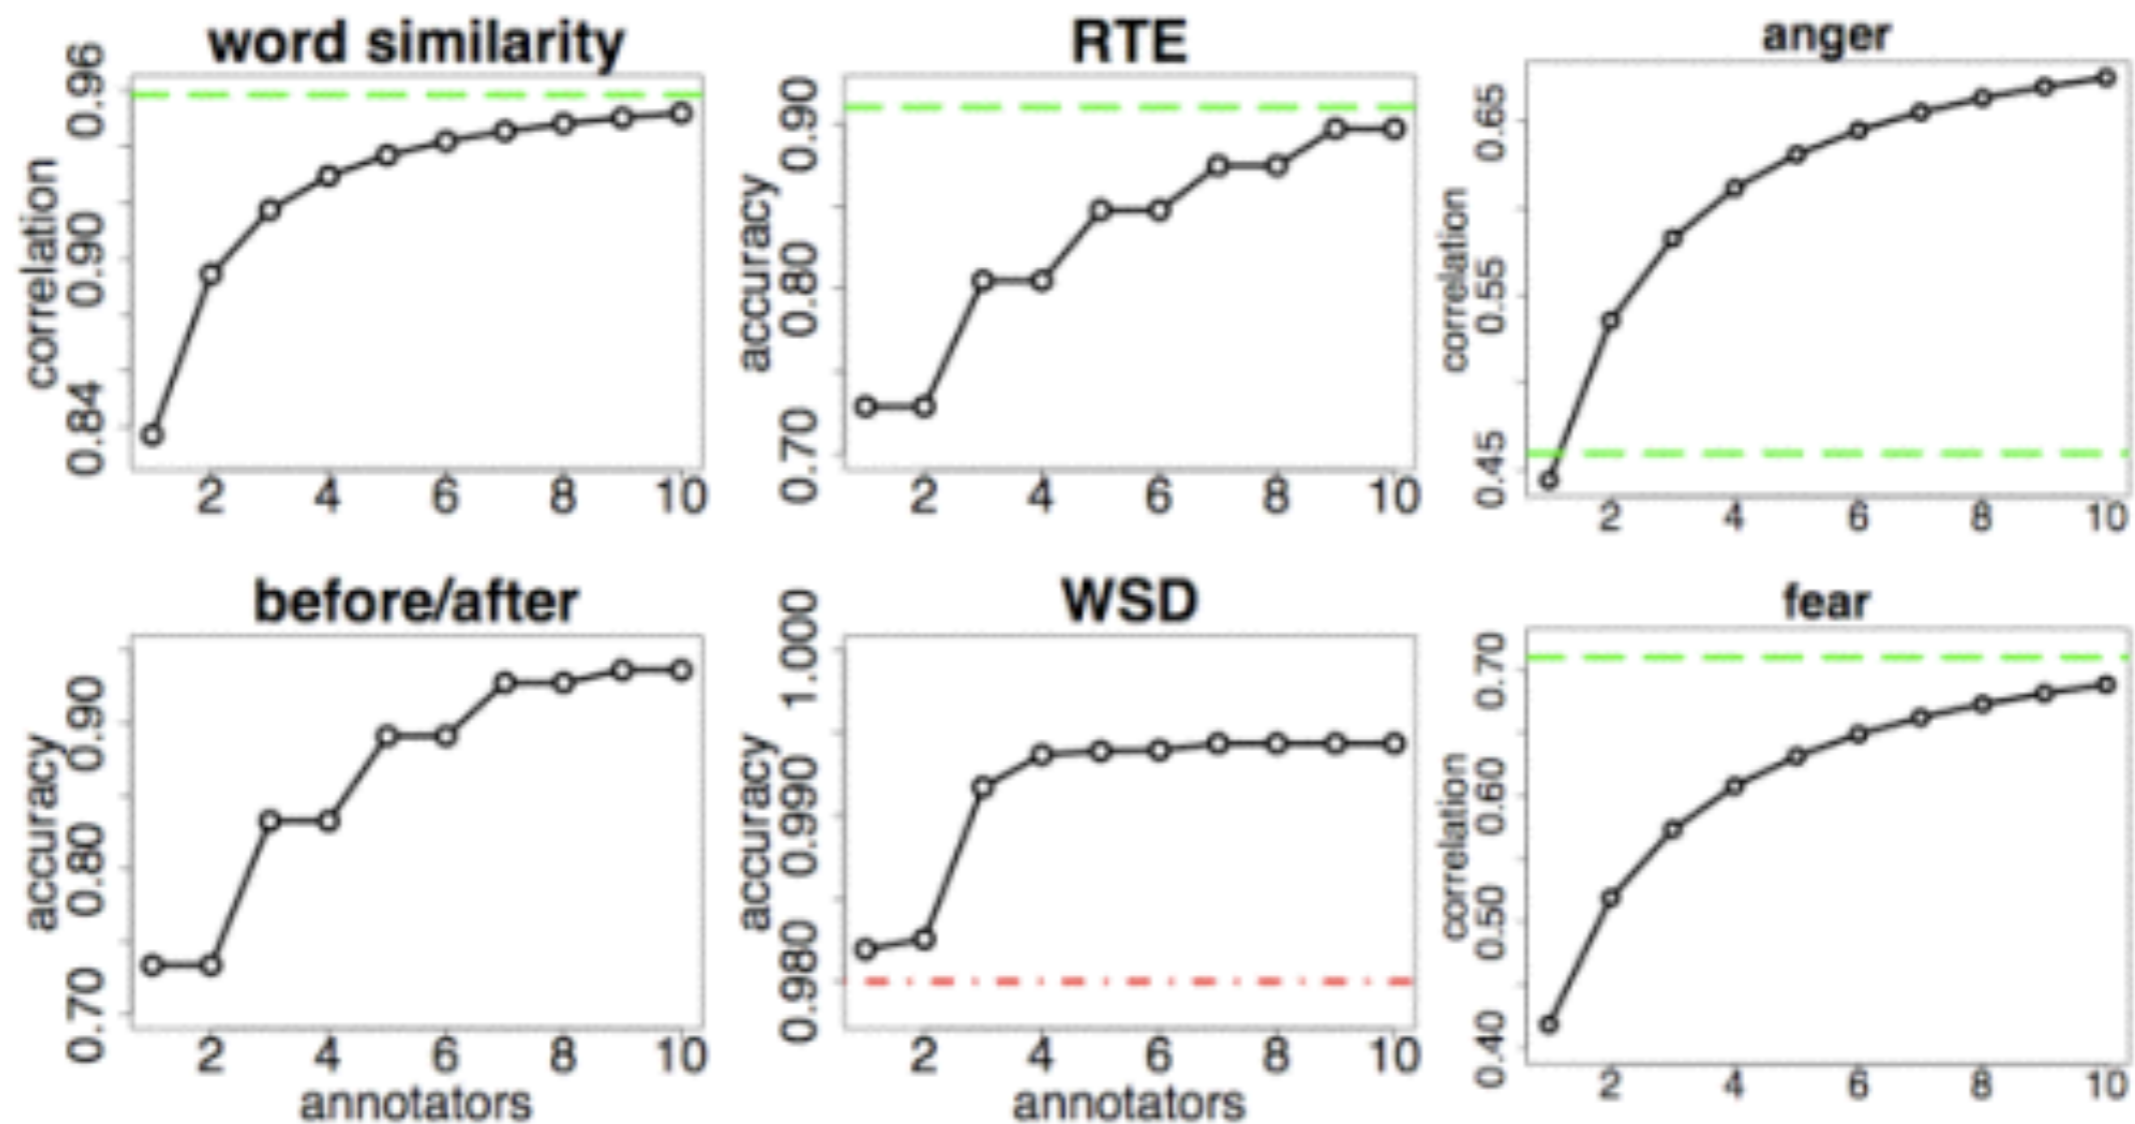 word similarity
correlation
0.96
0.90
0.84
2 4 6 8 10
RTE
accuracy
0.90
0.80
0.70
2 4 6 8 10
anger
correlation
0.65
0.55
0.45
2 4 6 8 10
before/after
accuracy
0.90
0.80
0.70
2 4 6 8 10
annotators
WSD
accuracy
1.000
0.990
0.980
2 4 6 8 10
annotators
fear
correlation
0.70
0.60
0.50
0.40
2 4 6 8 10